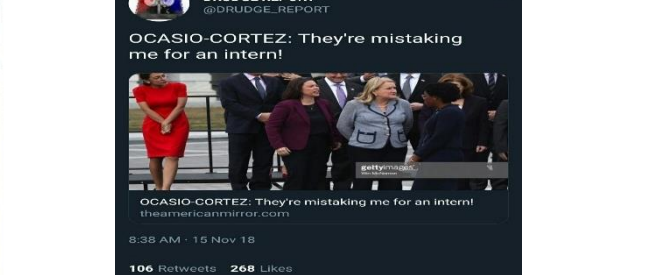 @DRUDGE_REPORT
OCASIO-CORTEZ: They're mistaking
me for an intern!
gettyimages
OCASIO-CORTEZ: They're mistaking me for an intern!
theamericanmirror.com
8:38 AM · 15 Nov 18
106 Retweets 268 Likes